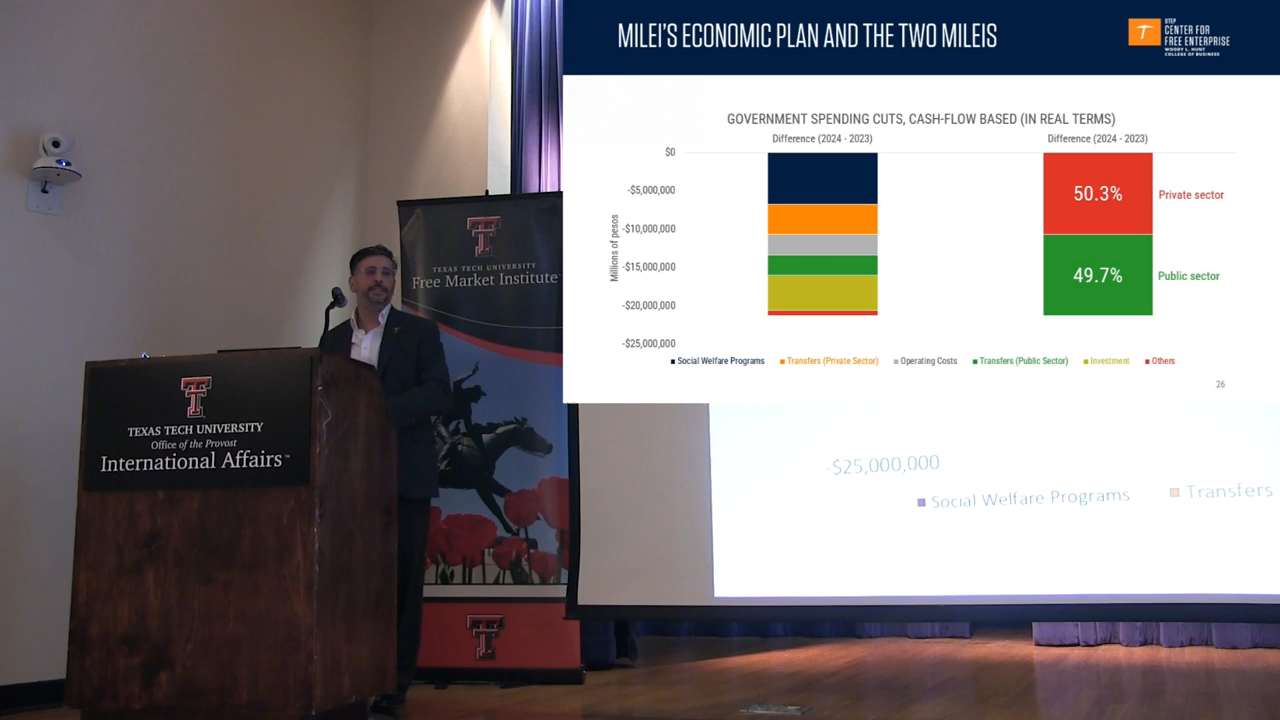 MILEI'S ECONOMIC PLAN AND THE TWO MILEIS
UTEP
CENTER FOR
FREE ENTERPRISE
WOODY L. HUNT
COLLEGE OF BUSINESS
GOVERNMENT SPENDING CUTS, CASH-FLOW BASED (IN REAL TERMS)
Difference (2024 - 2023)
Difference (2024 - 2023)
$0
-$5,000,000
-$10,000,000
-$15,000,000
-$20,000,000
-$25,000,000
Millions of pesos
50.3%
Private sector
49.7%
Public sector
Social Welfare Programs
Transfers (Private Sector)
Operating Costs
Transfers (Public Sector)
Investment
Others
26
TEXAS TECH UNIVERSITY
Free Market Institute
TEXAS TECH UNIVERSITY
Office of the Provost
International Affairs™
-$25,000,000
Social Welfare Programs
Transfers